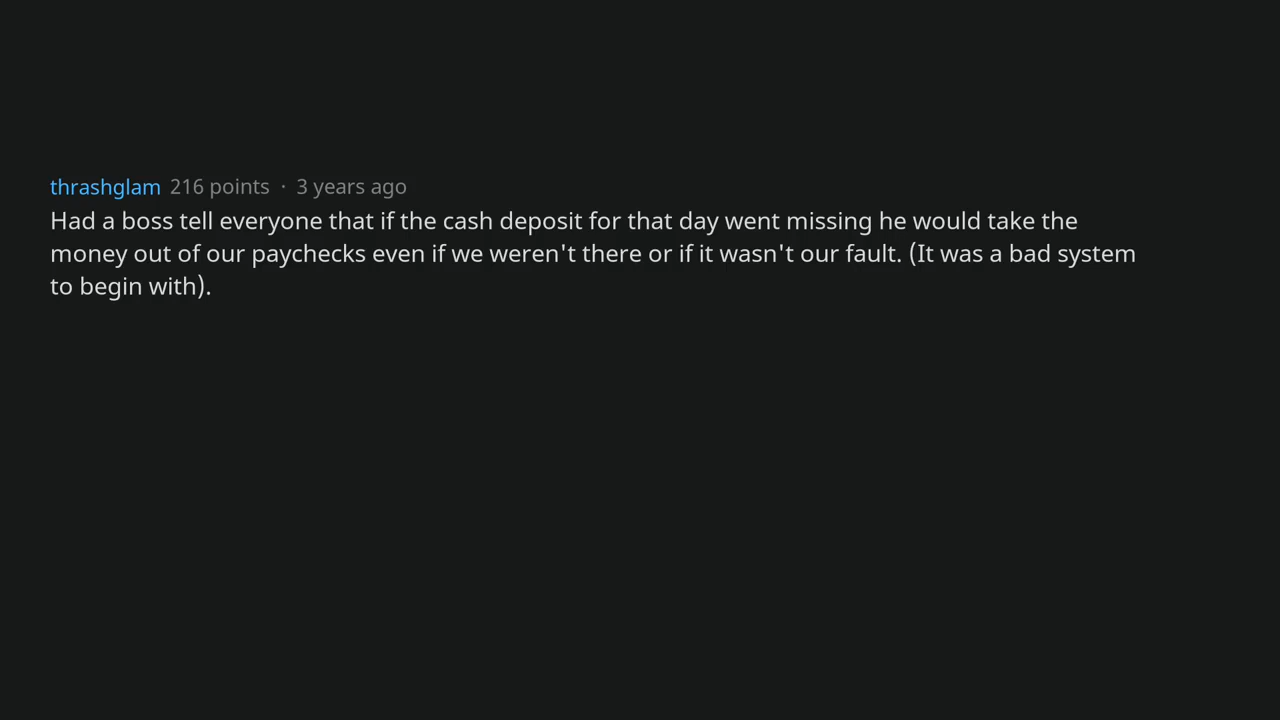 thrashglam 216 points · 3 years ago
Had a boss tell everyone that if the cash deposit for that day went missing he would take the
money out of our paychecks even if we weren't there or if it wasn't our fault. (It was a bad system
to begin with).